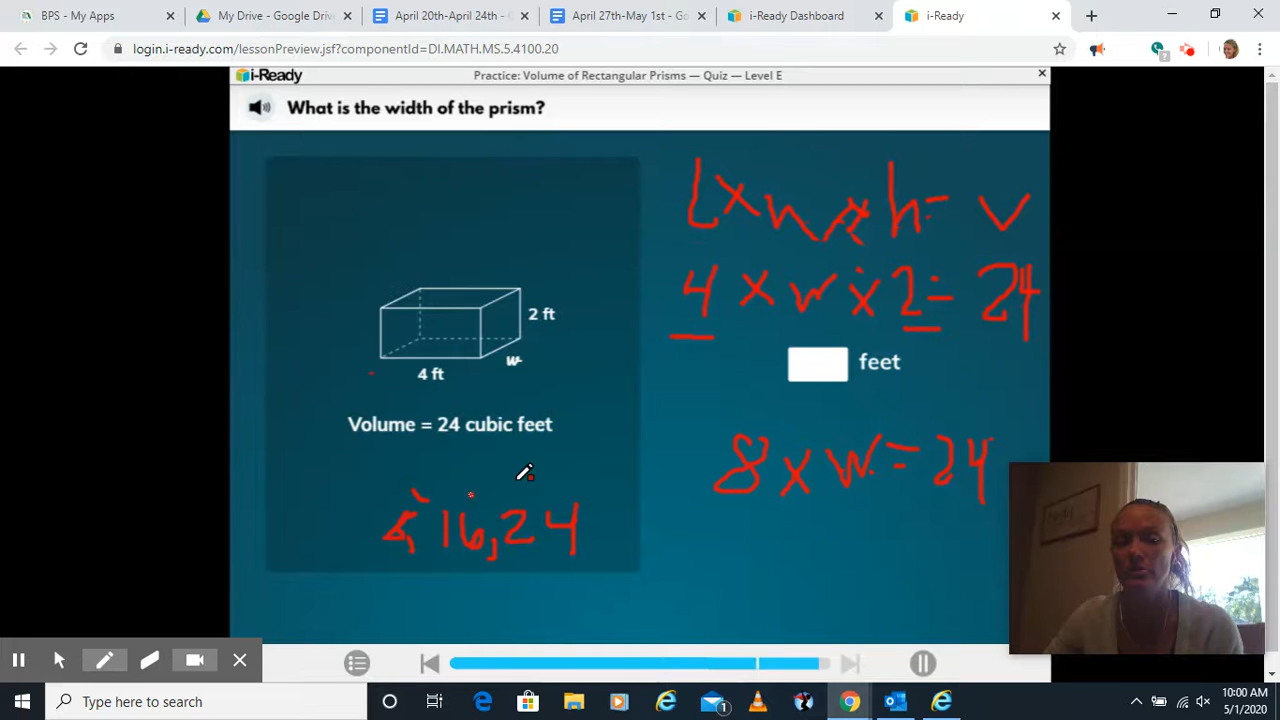 BPS - My Apps
My Drive - Google Drive
April 20th-April 24th - G
April 27th-May 1st - Go
i-Ready Dashboard
i-Ready
login.i-ready.com/lessonPreview.jsf?componentId=DI.MATH.MS.5.4100.20
i-Ready
Practice: Volume of Rectangular Prisms — Quiz — Level E
What is the width of the prism?
L x w x h = V
4 x w x 2 = 24
2 ft
w
4 ft
feet
Volume = 24 cubic feet
8 x w = 24
8, 16, 24
Type here to search
1
10:00 AM
5/1/2020